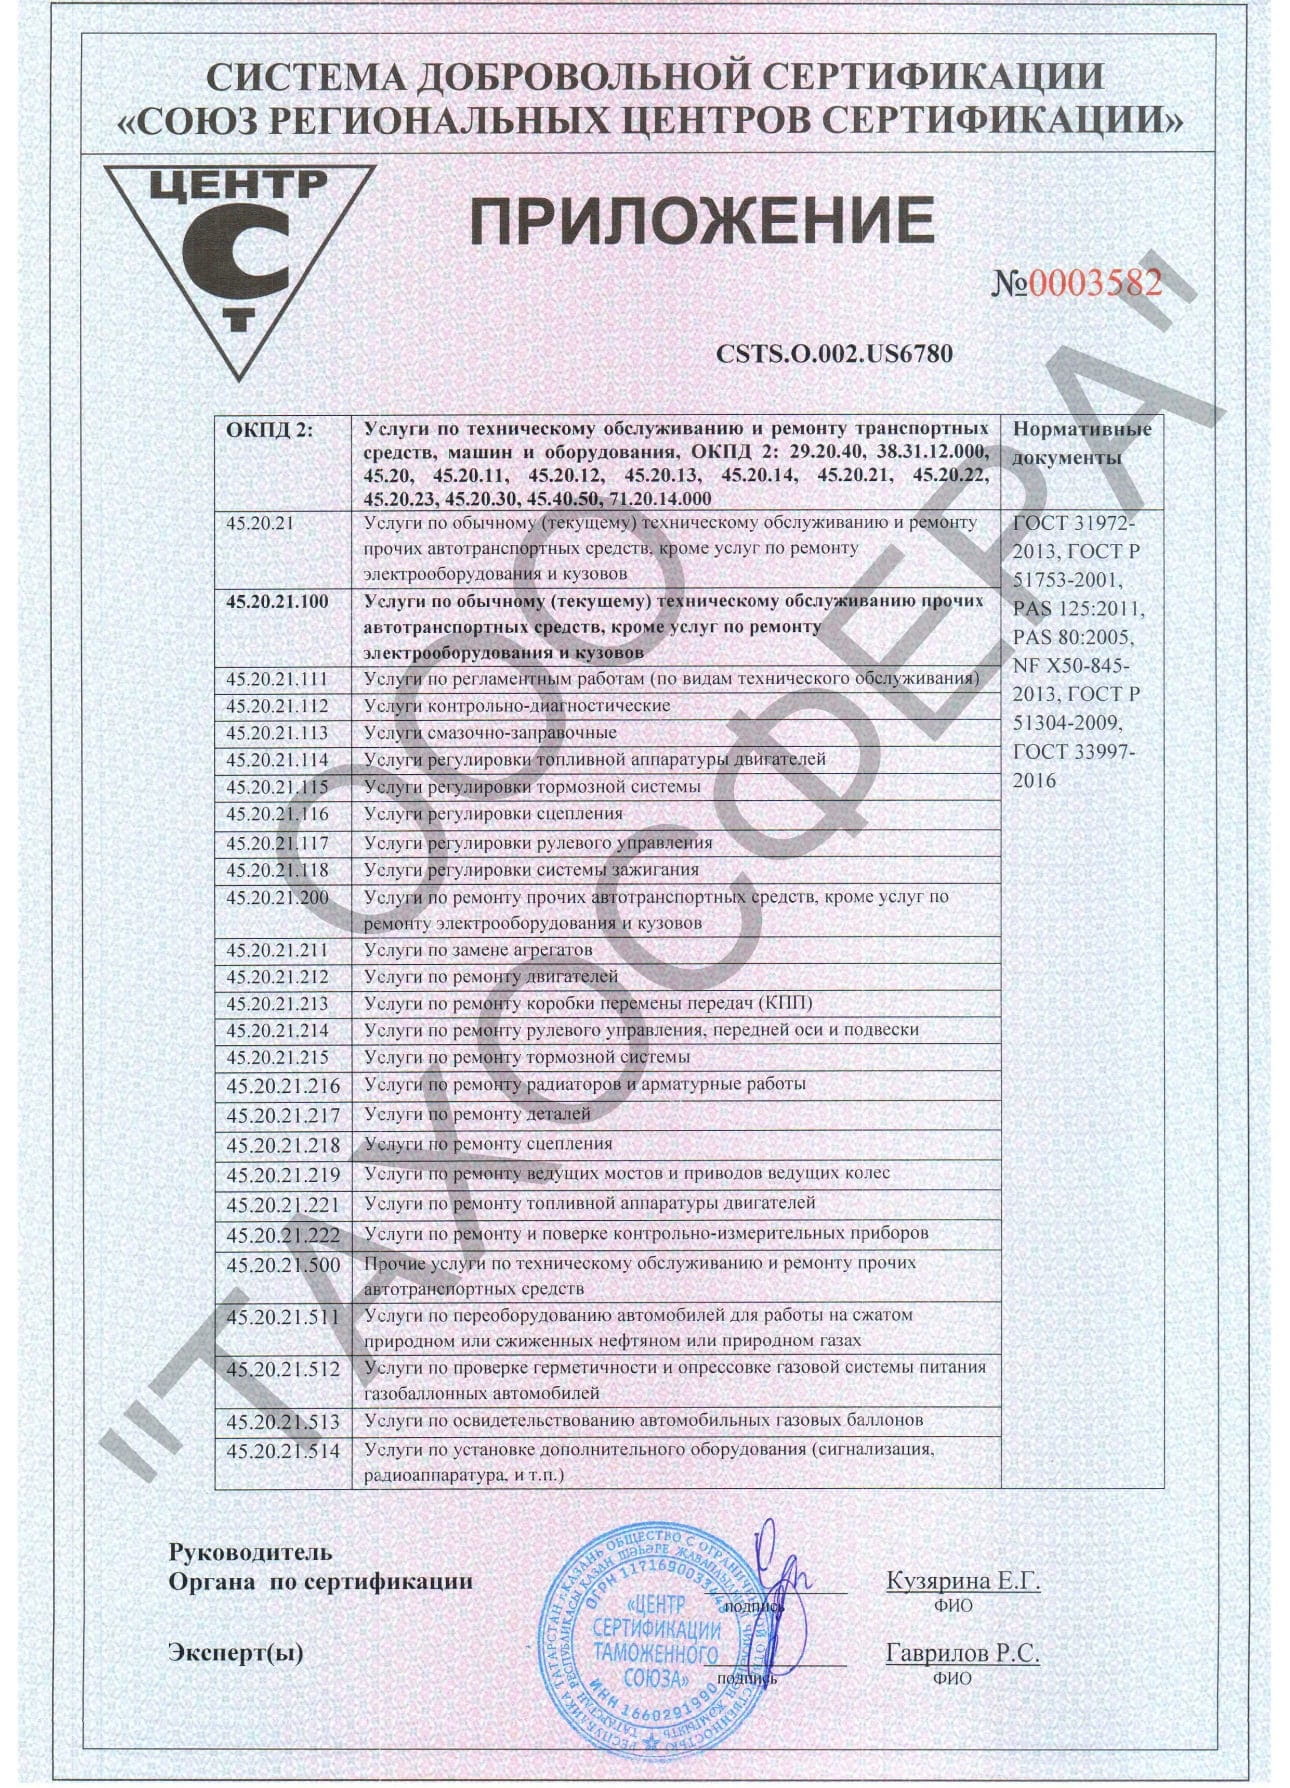 СИСТЕМА ДОБРОВОЛЬНОЙ СЕРТИФИКАЦИИ
«СОЮЗ РЕГИОНАЛЬНЫХ ЦЕНТРОВ СЕРТИФИКАЦИИ»
ЦЕНТР
С
Т
ПРИЛОЖЕНИЕ
№0003582
CSTS.O.002.US6780
ОКПД 2:
Услуги по техническому обслуживанию и ремонту транспортных
средств, машин и оборудования, ОКПД 2: 29.20.40, 38.31.12.000,
45.20, 45.20.11, 45.20.12, 45.20.13, 45.20.14, 45.20.21, 45.20.22,
45.20.23, 45.20.30, 45.40.50, 71.20.14.000
Нормативные
документы
45.20.21
Услуги по обычному (текущему) техническому обслуживанию и ремонту
прочих автотранспортных средств, кроме услуг по ремонту
электрооборудования и кузовов
ГОСТ 31972-
2013, ГОСТ Р
51753-2001,
PAS 125:2011,
PAS 80:2005,
NF X50-845-
2013, ГОСТ Р
51304-2009,
ГОСТ 33997-
2016
45.20.21.100
Услуги по обычному (текущему) техническому обслуживанию прочих
автотранспортных средств, кроме услуг по ремонту
электрооборудования и кузовов
45.20.21.111 Услуги по регламентным работам (по видам технического обслуживания)
45.20.21.112 Услуги контрольно-диагностические
45.20.21.113 Услуги смазочно-заправочные
45.20.21.114 Услуги регулировки топливной аппаратуры двигателей
45.20.21.115 Услуги регулировки тормозной системы
45.20.21.116 Услуги регулировки сцепления
45.20.21.117 Услуги регулировки рулевого управления
45.20.21.118 Услуги регулировки системы зажигания
45.20.21.200 Услуги по ремонту прочих автотранспортных средств, кроме услуг по
ремонту электрооборудования и кузовов
45.20.21.211 Услуги по замене агрегатов
45.20.21.212 Услуги по ремонту двигателей
45.20.21.213 Услуги по ремонту коробки перемены передач (КПП)
45.20.21.214 Услуги по ремонту рулевого управления, передней оси и подвески
45.20.21.215 Услуги по ремонту тормозной системы
45.20.21.216 Услуги по ремонту радиаторов и арматурные работы
45.20.21.217 Услуги по ремонту деталей
45.20.21.218 Услуги по ремонту сцепления
45.20.21.219 Услуги по ремонту ведущих мостов и приводов ведущих колес
45.20.21.221 Услуги по ремонту топливной аппаратуры двигателей
45.20.21.222 Услуги по ремонту и поверке контрольно-измерительных приборов
45.20.21.500 Прочие услуги по техническому обслуживанию и ремонту прочих
автотранспортных средств
45.20.21.511 Услуги по переоборудованию автомобилей для работы на сжатом
природном или сжиженных нефтяном или природном газах
45.20.21.512 Услуги по проверке герметичности и опрессовке газовой системы питания
газобаллонных автомобилей
45.20.21.513 Услуги по освидетельствованию автомобильных газовых баллонов
45.20.21.514 Услуги по установке дополнительного оборудования (сигнализация,
радиоаппаратура, и т.п.)
ООО
"ТАХОСФЕРА"
Руководитель
Органа по сертификации
подпись
Кузярина Е.Г.
ФИО
Эксперт(ы)
подпись
Гаврилов Р.С.
ФИО
«ЦЕНТР
СЕРТИФИКАЦИИ
ТАМОЖЕННОГО
СОЮЗА»
ИНН 1660291990